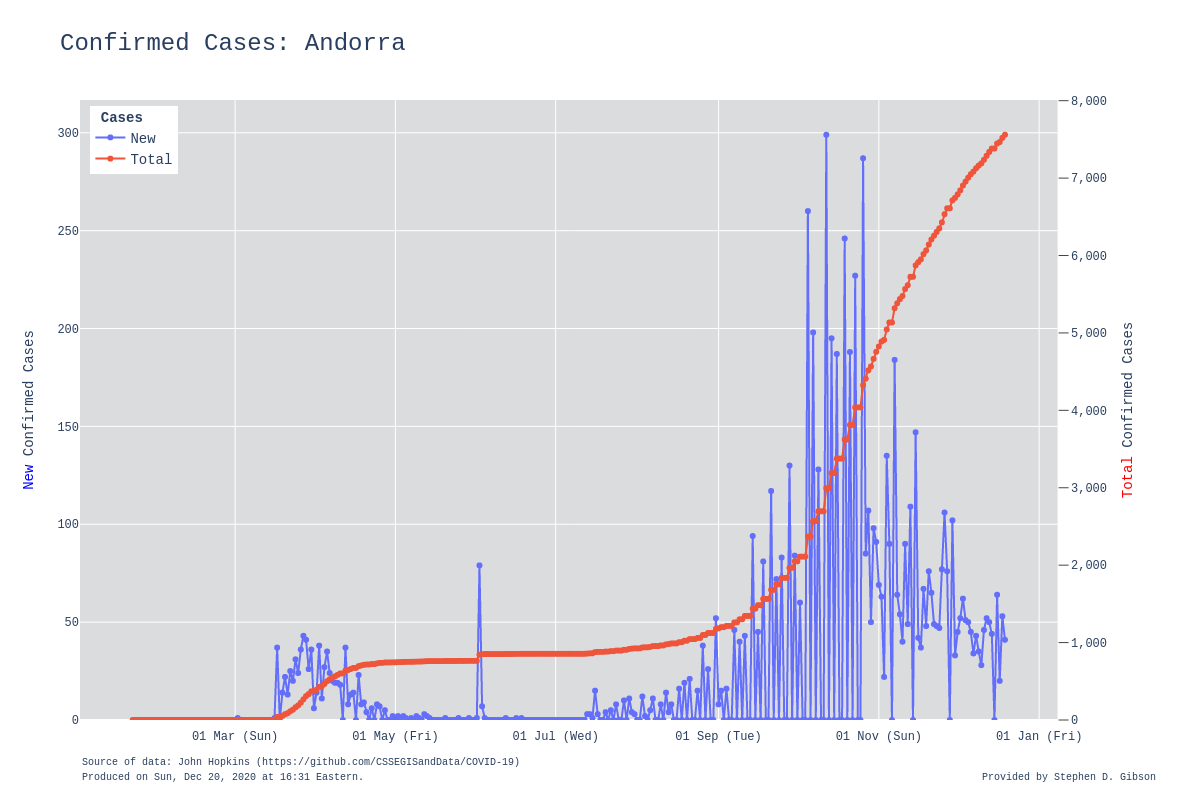 Confirmed Cases: Andorra
Cases
New
Total
300
250
200
150
100
50
0
8,000
7,000
6,000
5,000
4,000
3,000
2,000
1,000
0
New Confirmed Cases
Total Confirmed Cases
01 Mar (Sun)
01 May (Fri)
01 Jul (Wed)
01 Sep (Tue)
01 Nov (Sun)
01 Jan (Fri)
Source of data: John Hopkins (https://github.com/CSSEGISandData/COVID-19)
Produced on Sun, Dec 20, 2020 at 16:31 Eastern.
Provided by Stephen D. Gibson